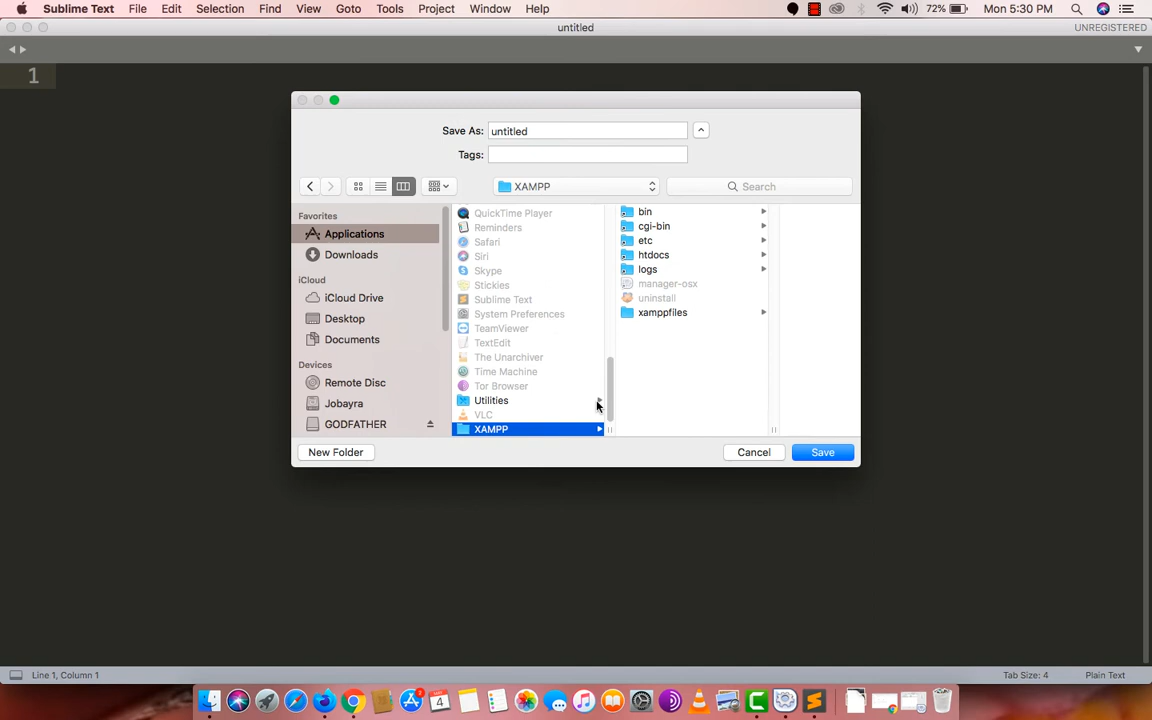 Sublime Text File Edit Selection Find View Goto Tools Project Window Help 72% Mon 5:30 PM
untitled UNREGISTERED
1
Save As: untitled
Tags:
XAMPP Search
Favorites
Applications
Downloads
iCloud
iCloud Drive
Desktop
Documents
Devices
Remote Disc
Jobayra
GODFATHER
QuickTime Player
Reminders
Safari
Siri
Skype
Stickies
Sublime Text
System Preferences
TeamViewer
TextEdit
The Unarchiver
Time Machine
Tor Browser
Utilities
VLC
XAMPP
bin
cgi-bin
etc
htdocs
logs
manager-osx
uninstall
xamppfiles
New Folder Cancel Save
Line 1, Column 1 Tab Size: 4 Plain Text